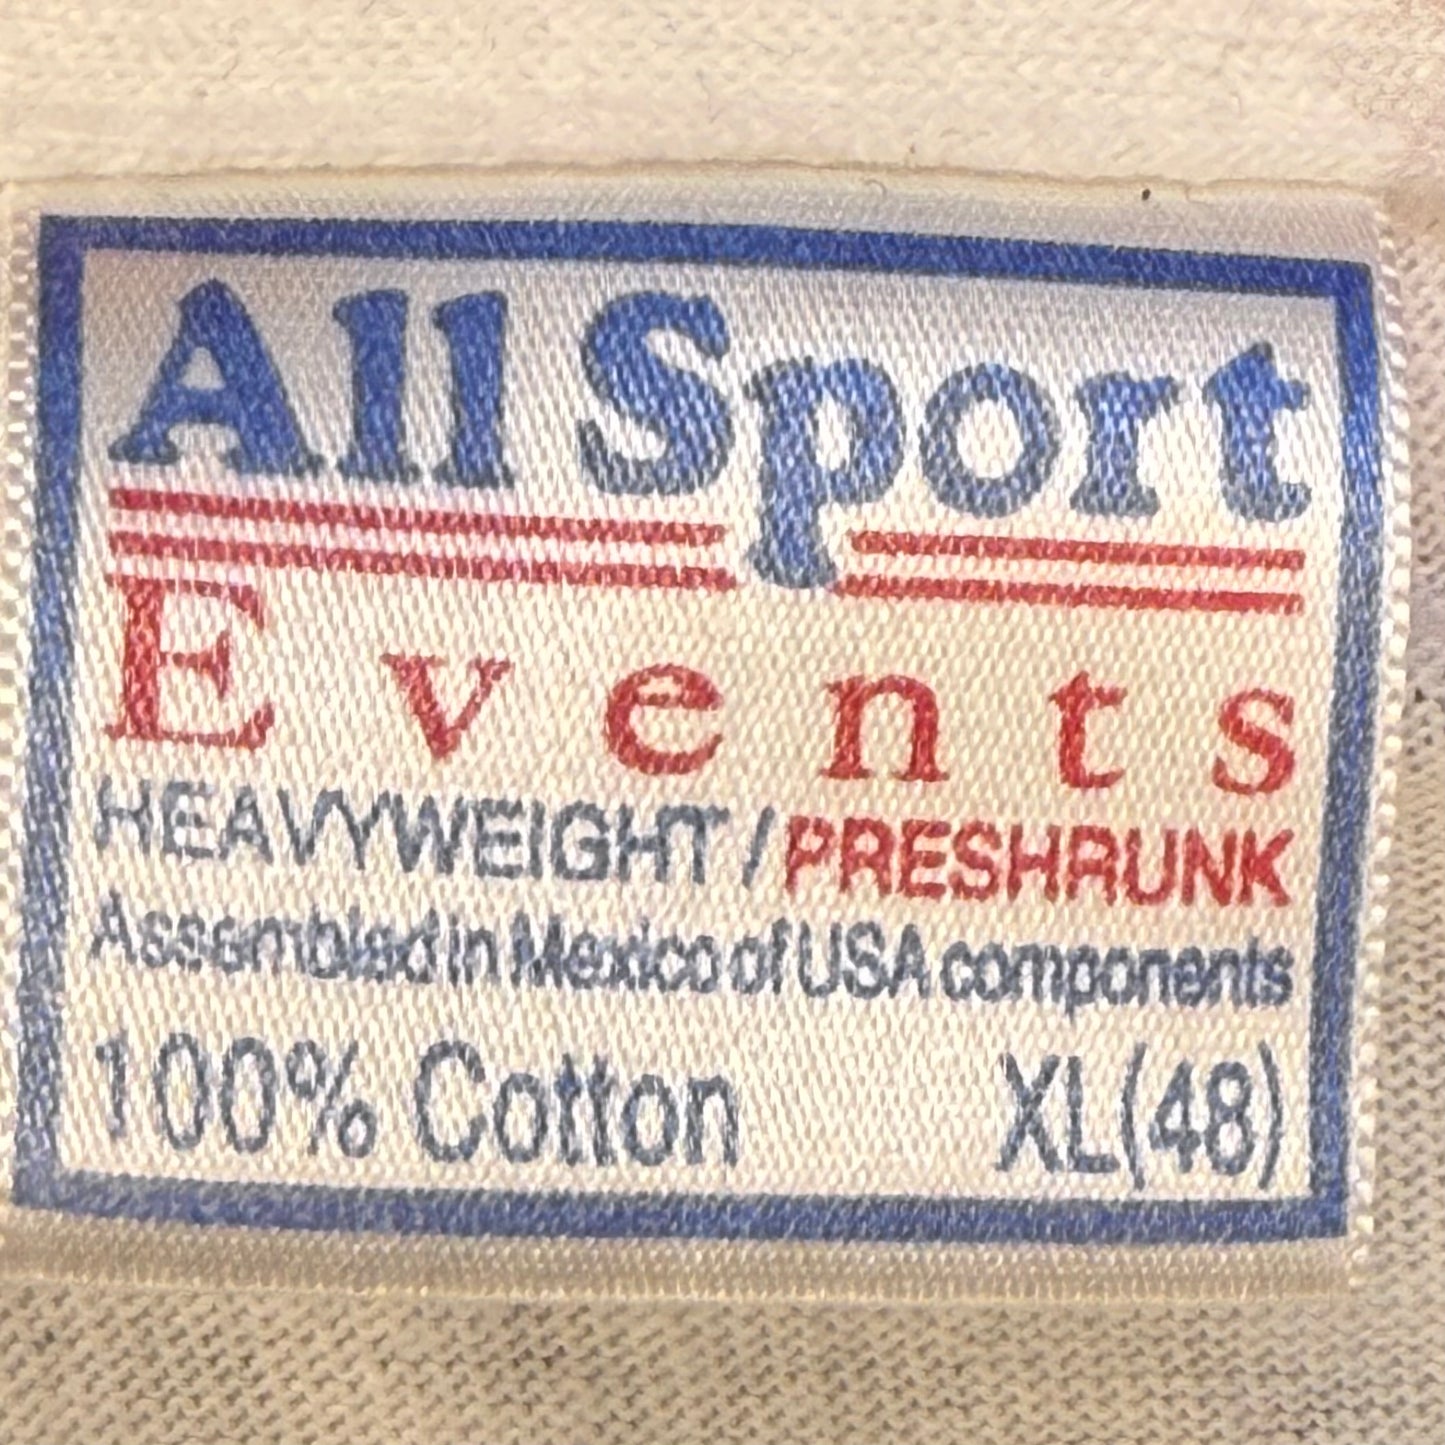 All Sport
Events
HEAVYWEIGHT / PRESHRUNK
Assembled in Mexico of USA components
100% Cotton XL(48)